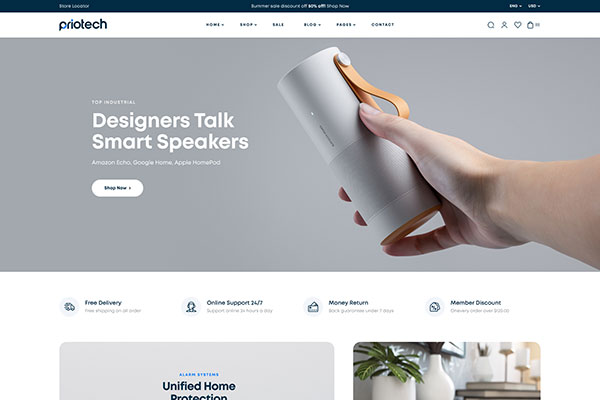 Store Locator
Summer sale discount off 50% off! Shop Now
ENG
USD
priotech
HOME
SHOP
SALE
BLOG
PAGES
CONTACT
TOP INDUSTRIAL
Designers Talk
Smart Speakers
Amazon Echo, Google Home, Apple HomePod
Shop Now
Free Delivery
Free shipping on all order
Online Support 24/7
Support online 24 hours a day
Money Return
Back guarantee under 7 days
Member Discount
Onevery order over $120.00
ALARM SYSTEMS
Unified Home
Protection